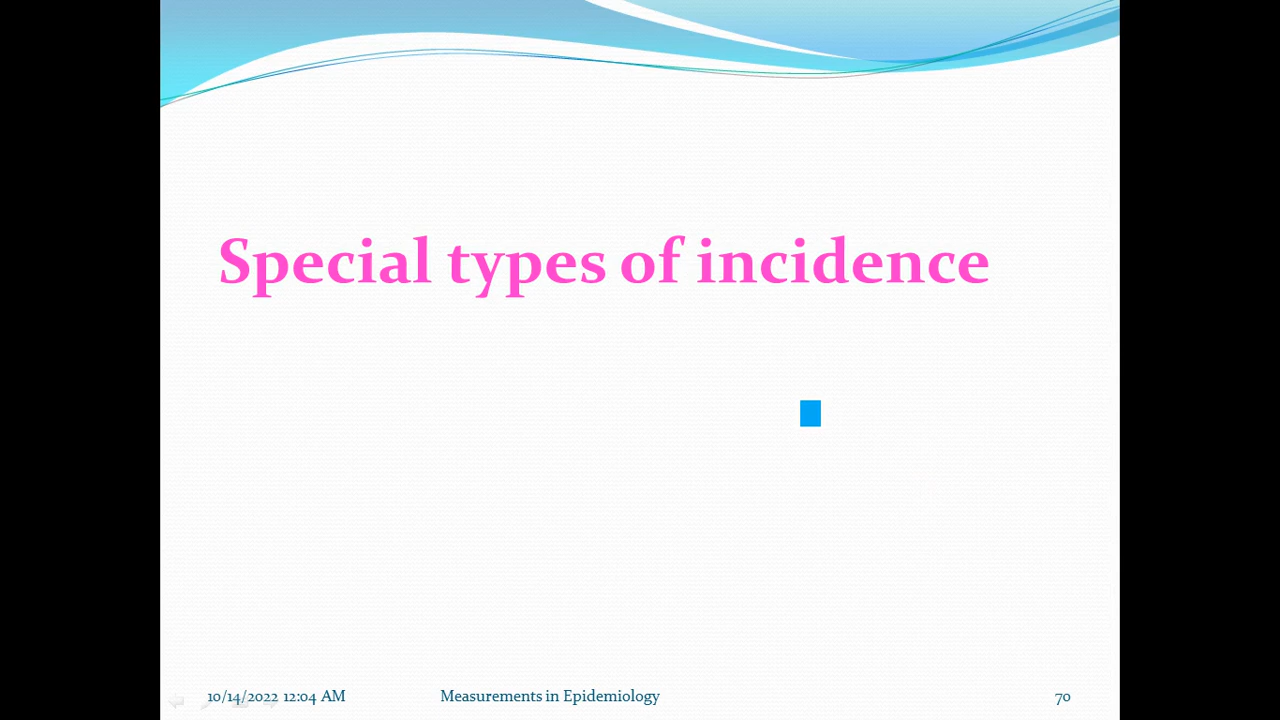 Special types of incidence
10/14/2022 12:04 AM
Measurements in Epidemiology
70